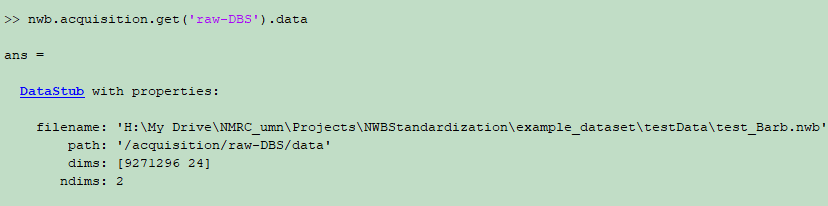 >> nwb.acquisition.get('raw-DBS').data
ans =
DataStub with properties:
filename: 'H:\My Drive\NMRC_umn\Projects\NWBStandardization\example_dataset\testData\test_Barb.nwb'
path: '/acquisition/raw-DBS/data'
dims: [9271296 24]
ndims: 2